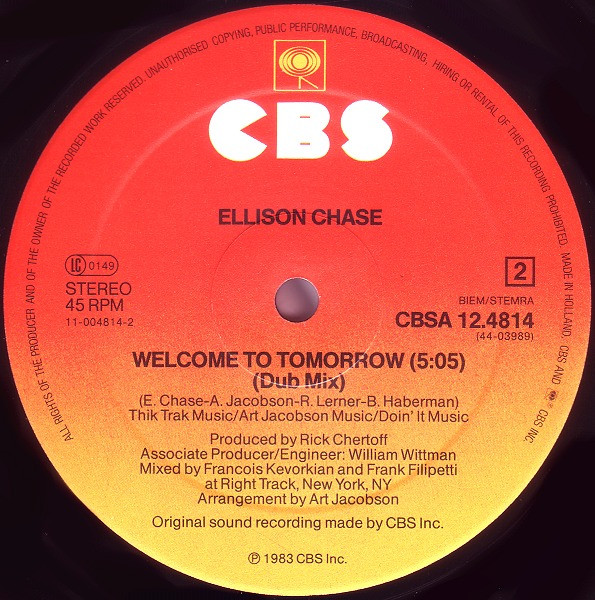 ALL RIGHTS OF THE PRODUCER AND OF THE OWNER OF THE RECORDED WORK RESERVED. UNAUTHORISED COPYING, PUBLIC PERFORMANCE, BROADCASTING, HIRING OR RENTAL OF THIS RECORDING PROHIBITED. MADE IN HOLLAND. CBS AND ® CBS INC.
CBS
ELLISON CHASE
LC 0149
STEREO
45 RPM
11-004814-2
2
BIEM/STEMRA
CBSA 12.4814
(44-03989)
WELCOME TO TOMORROW (5:05)
(Dub Mix)
(E. Chase-A. Jacobson-R. Lerner-B. Haberman)
Thik Trak Music/Art Jacobson Music/Doin' It Music
Produced by Rick Chertoff
Associate Producer/Engineer: William Wittman
Mixed by Francois Kevorkian and Frank Filipetti
at Right Track, New York, NY
Arrangement by Art Jacobson
Original sound recording made by CBS Inc.
℗ 1983 CBS Inc.